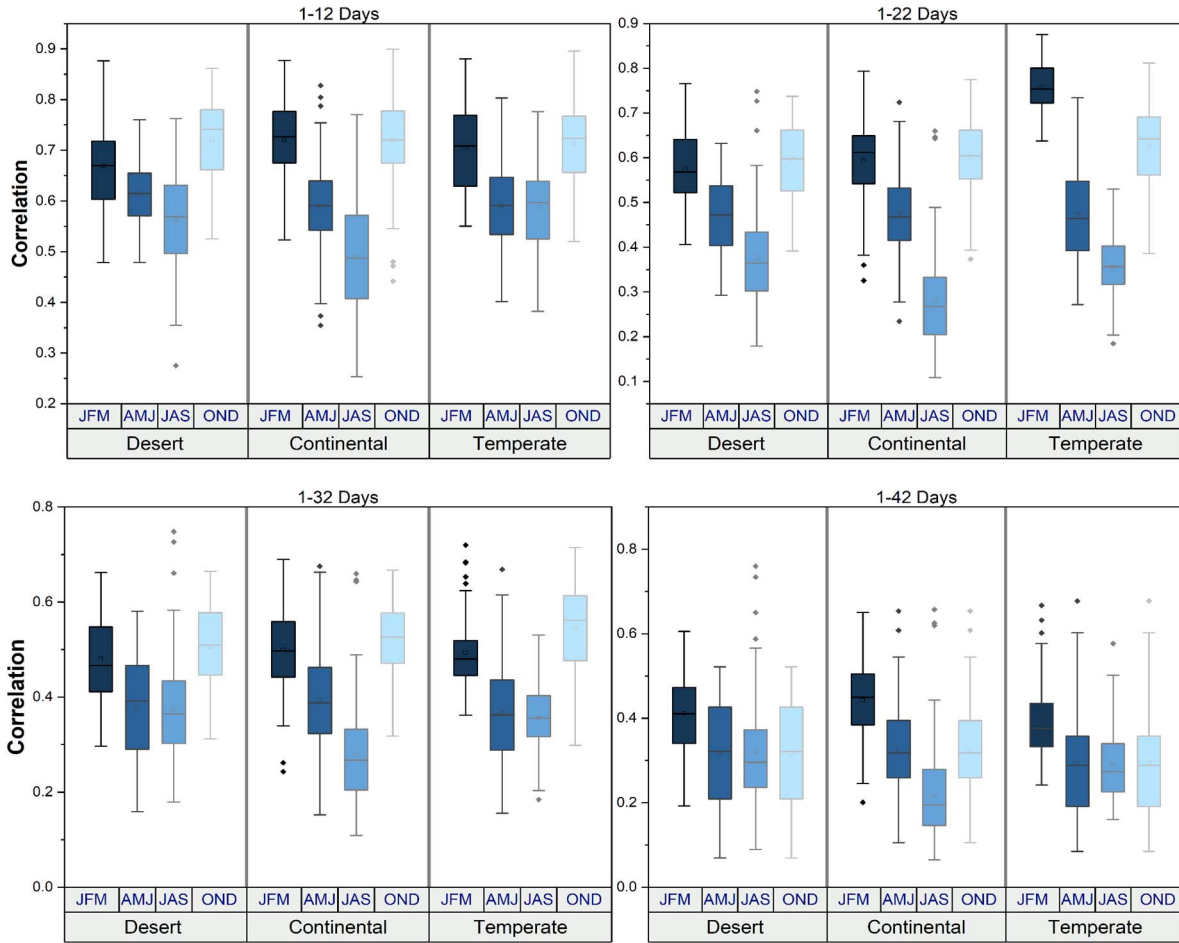 1-12 Days
Correlation
0.9
0.8
0.7
0.6
0.5
0.4
0.3
0.2
JFM AMJ JAS OND JFM AMJ JAS OND JFM AMJ JAS OND
Desert Continental Temperate
1-22 Days
0.9
0.8
0.7
0.6
0.5
0.4
0.3
0.2
0.1
JFM AMJ JAS OND JFM AMJ JAS OND JFM AMJ JAS OND
Desert Continental Temperate
1-32 Days
Correlation
0.8
0.6
0.4
0.2
0.0
JFM AMJ JAS OND JFM AMJ JAS OND JFM AMJ JAS OND
Desert Continental Temperate
1-42 Days
0.8
0.6
0.4
0.2
0.0
JFM AMJ JAS OND JFM AMJ JAS OND JFM AMJ JAS OND
Desert Continental Temperate